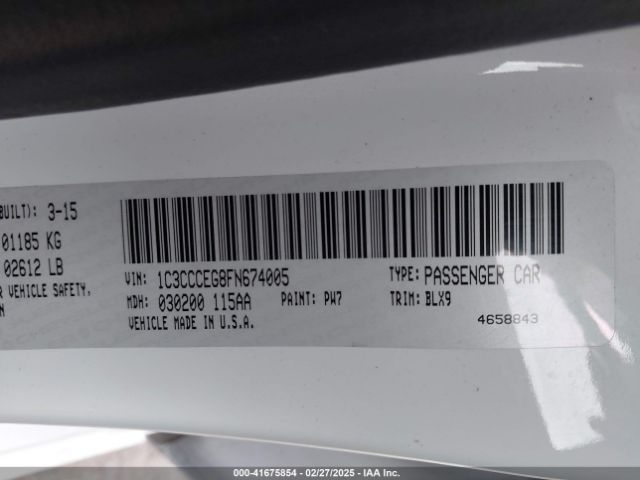 BUILT): 3-15
01185 KG
02612 LB
R VEHICLE SAFETY,
N
VIN: 1C3CCCEG8FN674005
TYPE: PASSENGER CAR
MDH: 030200 115AA
PAINT: PW7
TRIM: BLX9
VEHICLE MADE IN U.S.A.
4658843
000-41675854 / 02/27/2025 - IAA Inc.